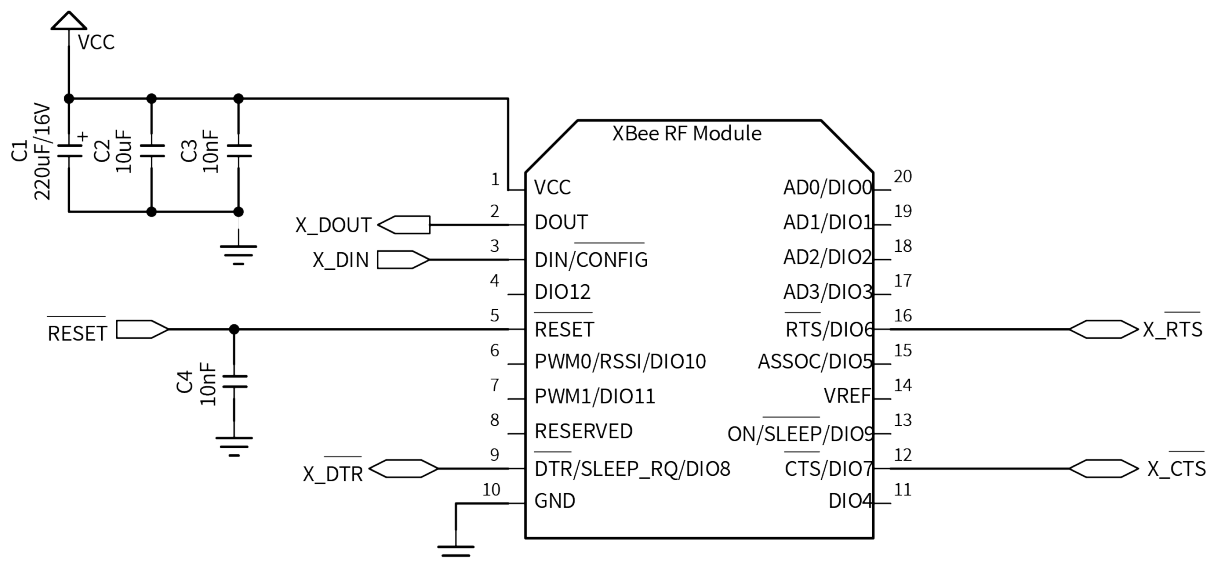 VCC
C1
220uF/16V
+
C2
10uF
C3
10nF
XBee RF Module
1 VCC
AD0/DIO0 20
X_DOUT 2 DOUT
AD1/DIO1 19
X_DIN 3 DIN/CONFIG
AD2/DIO2 18
4 DIO12
AD3/DIO3 17
RESET 5 RESET
RTS/DIO6 16 X_RTS
6 PWM0/RSSI/DIO10
ASSOC/DIO5 15
C4
10nF
7 PWM1/DIO11
VREF 14
8 RESERVED
ON/SLEEP/DIO9 13
X_DTR 9 DTR/SLEEP_RQ/DIO8
CTS/DIO7 12 X_CTS
10 GND
DIO4 11